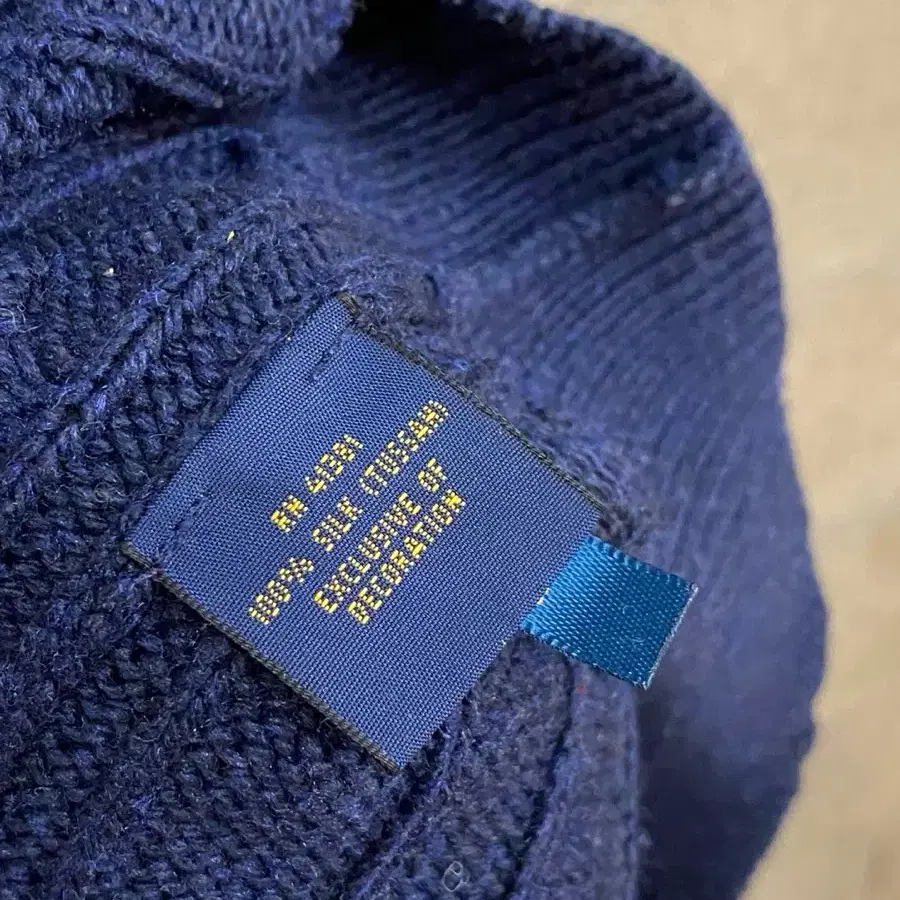 RN 41381
100% SILK (TUSSAH)
EXCLUSIVE OF
DECORATION